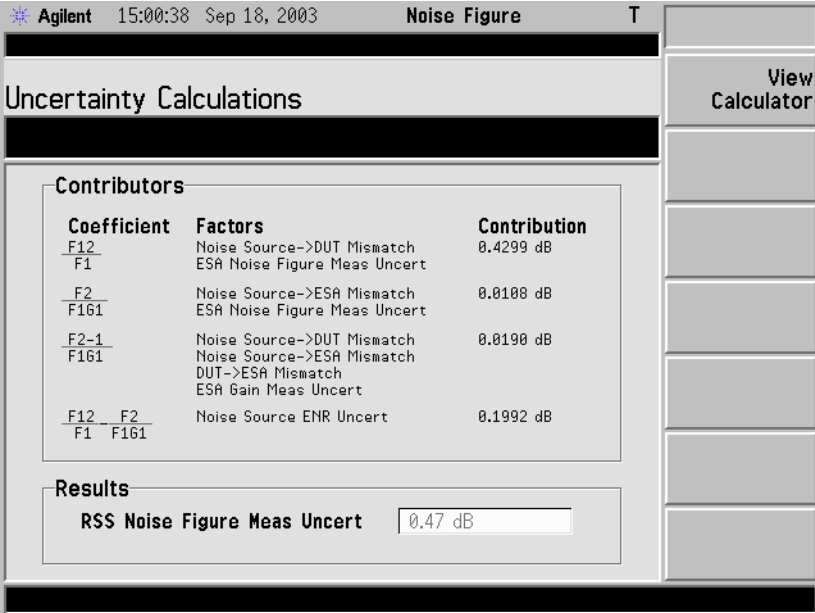 Agilent 15:00:38 Sep 18, 2003 Noise Figure T
View
Calculator
Uncertainty Calculations
Contributors
Coefficient Factors Contribution
F12 Noise Source->DUT Mismatch 0.4299 dB
F1 ESA Noise Figure Meas Uncert
F2 Noise Source->ESA Mismatch 0.0108 dB
F1G1 ESA Noise Figure Meas Uncert
F2-1 Noise Source->DUT Mismatch 0.0190 dB
F1G1 Noise Source->ESA Mismatch
DUT->ESA Mismatch
ESA Gain Meas Uncert
F12 - F2 Noise Source ENR Uncert 0.1992 dB
F1 F1G1
Results
RSS Noise Figure Meas Uncert 0.47 dB